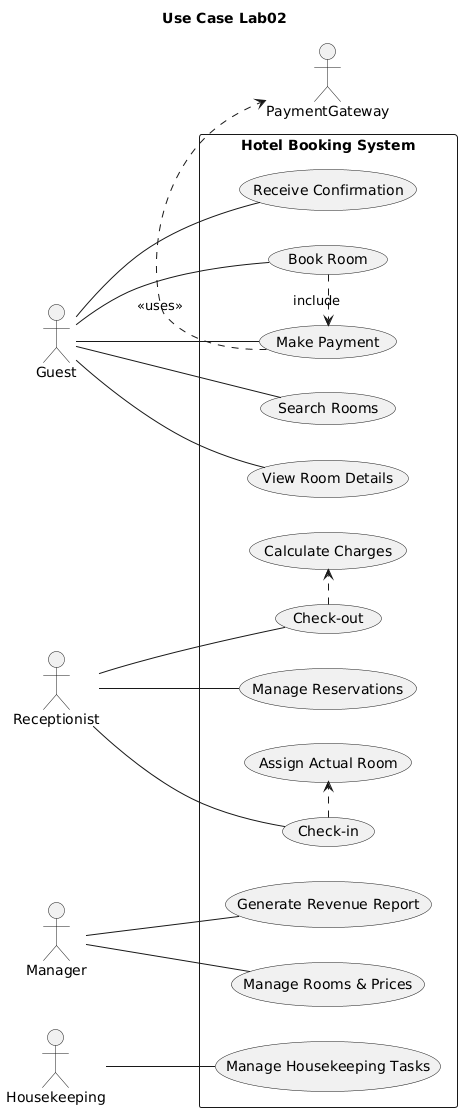 Use Case Lab02
PaymentGateway
Hotel Booking System
Receive Confirmation
Book Room
include
«uses»
Make Payment
Guest
Search Rooms
View Room Details
Calculate Charges
Check-out
Manage Reservations
Receptionist
Assign Actual Room
Check-in
Generate Revenue Report
Manager
Manage Rooms & Prices
Manage Housekeeping Tasks
Housekeeping